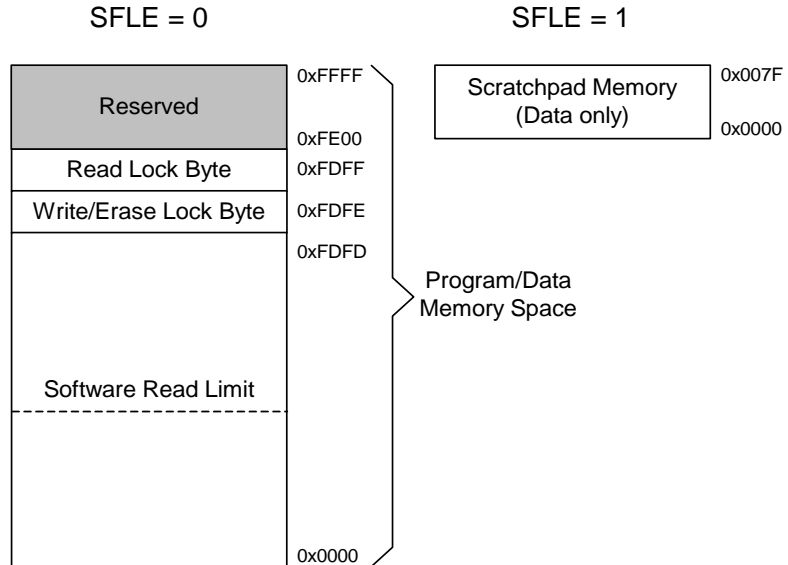 SFLE = 0
SFLE = 1
Reserved
0xFFFF
0xFE00
Read Lock Byte
0xFDFF
Write/Erase Lock Byte
0xFDFE
0xFDFD
Software Read Limit
0x0000
Program/Data
Memory Space
Scratchpad Memory
(Data only)
0x007F
0x0000